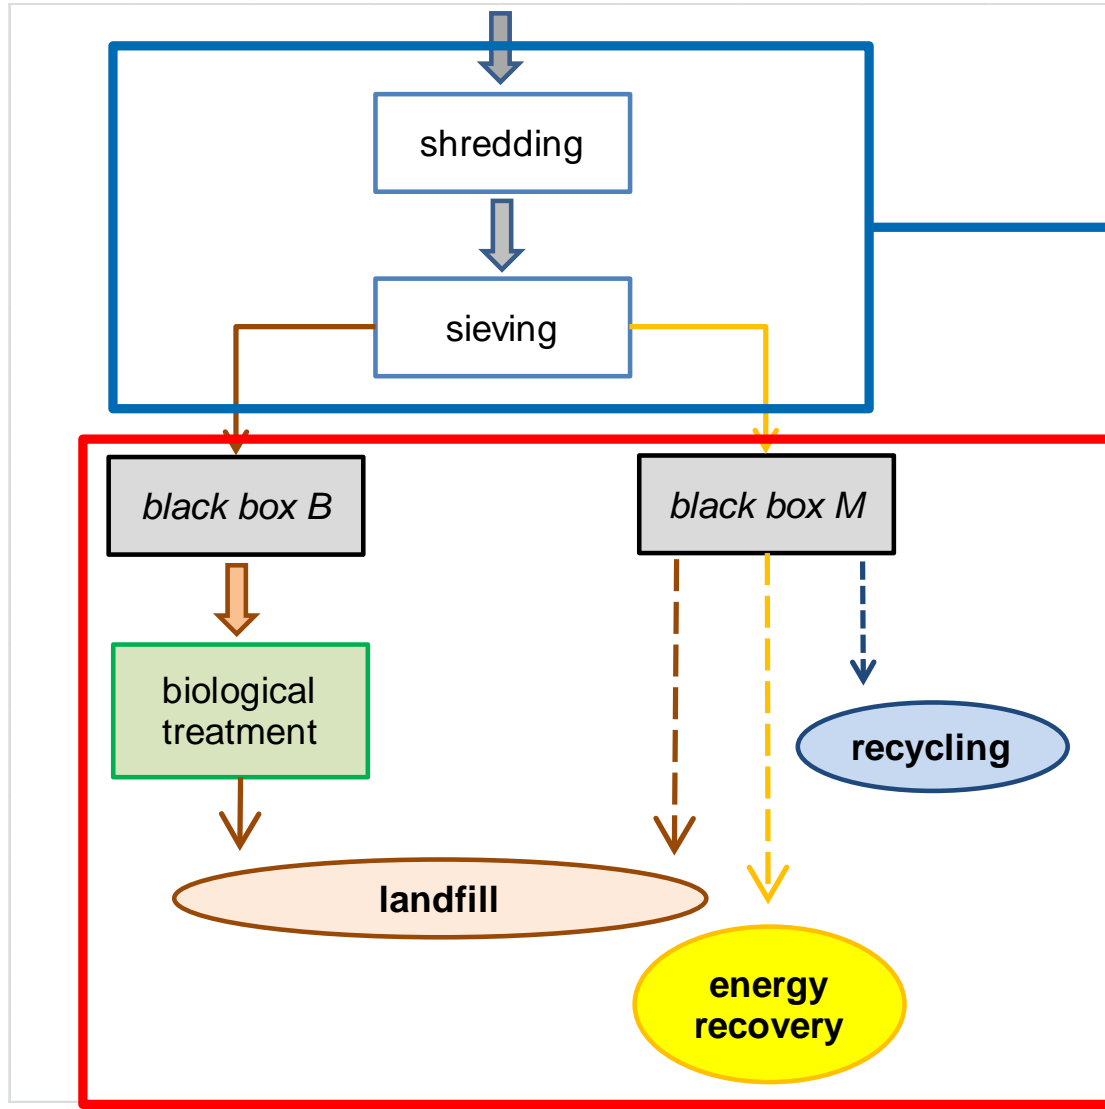 shredding
sieving
black box B
black box M
biological
treatment
recycling
landfill
energy
recovery